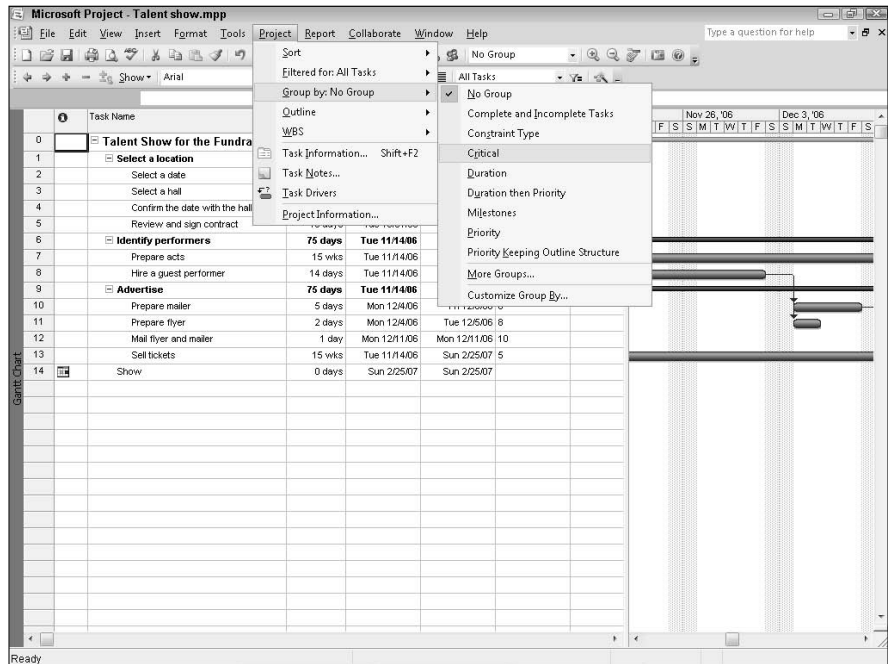 Microsoft Project - Talent show.mpp
File Edit View Insert Format Tools Project Report Collaborate Window Help
Type a question for help
No Group
Show Arial
All Tasks
Sort
Filtered for: All Tasks
Group by: No Group
Outline
WBS
Task Information... Shift+F2
Task Notes...
Task Drivers
Project Information...
No Group
Complete and Incomplete Tasks
Constraint Type
Critical
Duration
Duration then Priority
Milestones
Priority
Priority Keeping Outline Structure
More Groups...
Customize Group By...
Task Name
Nov 26, '06 Dec 3, '06
F S S M T W T F S S M T W T F S
0 Talent Show for the Fundra
1 Select a location
2 Select a date
3 Select a hall
4 Confirm the date with the hall
5 Review and sign contract
6 Identify performers 75 days Tue 11/14/06
7 Prepare acts 15 wks Tue 11/14/06
8 Hire a guest performer 14 days Tue 11/14/06
9 Advertise 75 days Tue 11/14/06
10 Prepare mailer 5 days Mon 12/4/06
11 Prepare flyer 2 days Mon 12/4/06 Tue 12/5/06 8
12 Mail flyer and mailer 1 day Mon 12/11/06 Mon 12/11/06 10
13 Sell tickets 15 wks Tue 11/14/06 Sun 2/25/07 5
14 Show 0 days Sun 2/25/07 Sun 2/25/07
Gantt Chart
Ready